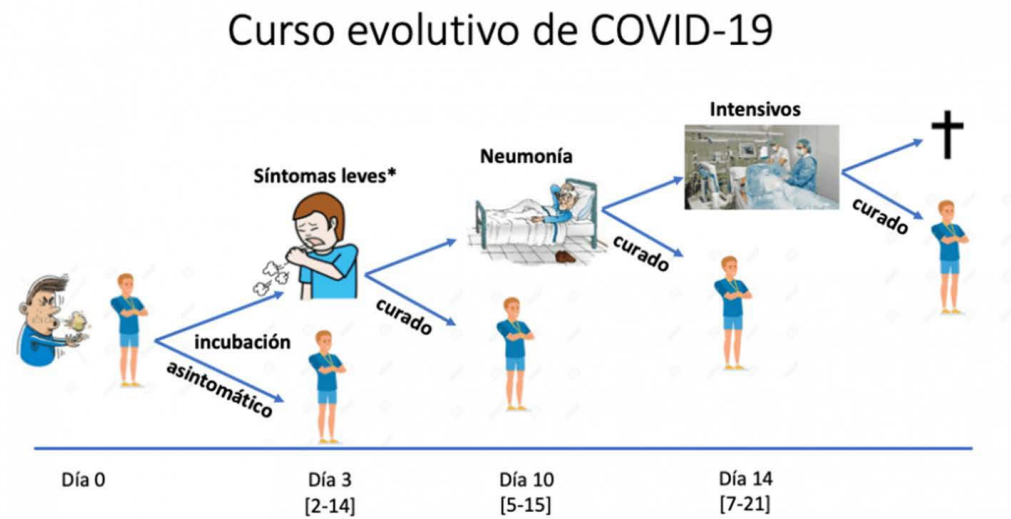 Curso evolutivo de COVID-19
Intensivos
Neumonía
Síntomas leves*
curado
curado
curado
incubación
asintomático
Día 0
Día 3
[2-14]
Día 10
[5-15]
Día 14
[7-21]